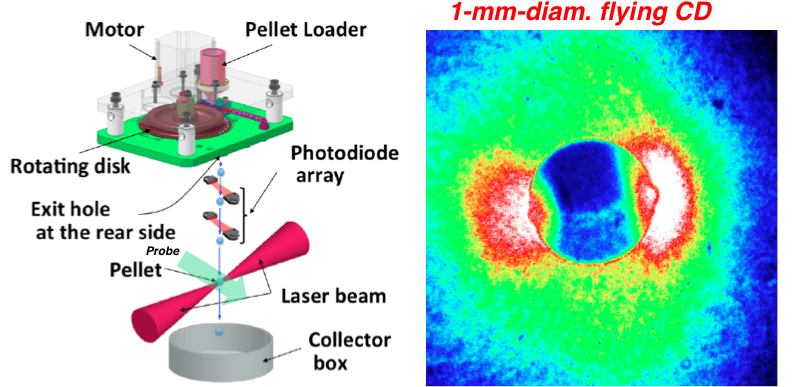 1-mm-diam. flying CD
Motor
Pellet Loader
Rotating disk
Photodiode
array
Exit hole
at the rear side
Probe
Pellet
Laser beam
Collector
box